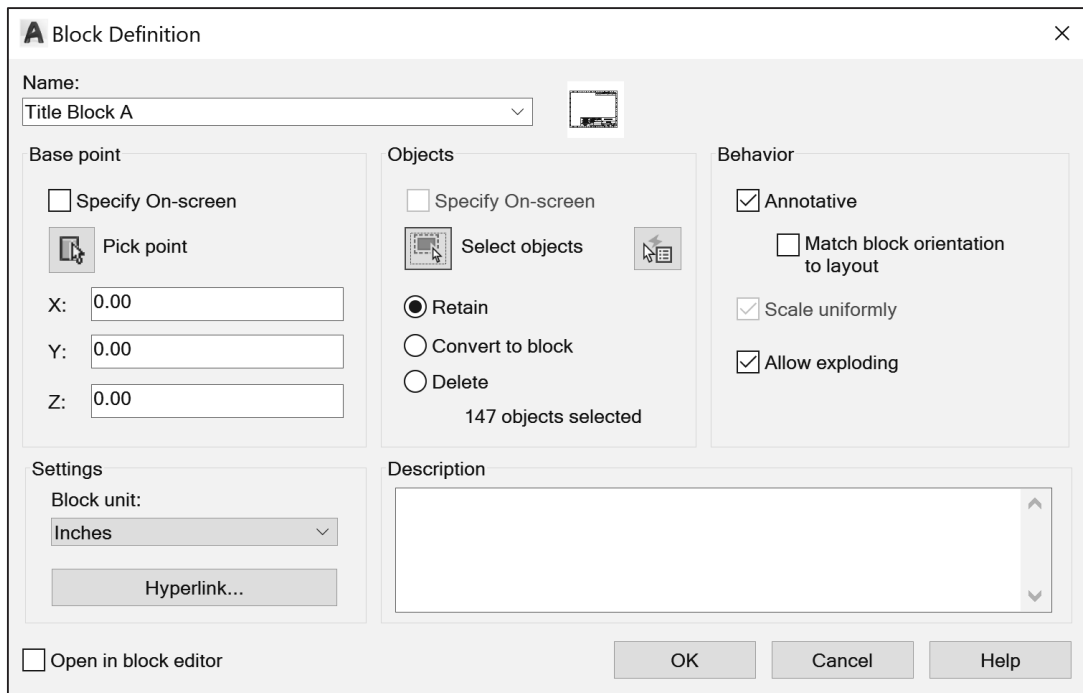 Block Definition
Name:
Title Block A
Base point
Specify On-screen
Pick point
X: 0.00
Y: 0.00
Z: 0.00
Objects
Specify On-screen
Select objects
Retain
Convert to block
Delete
147 objects selected
Behavior
Annotative
Match block orientation
to layout
Scale uniformly
Allow exploding
Settings
Block unit:
Inches
Hyperlink...
Description
Open in block editor
OK
Cancel
Help